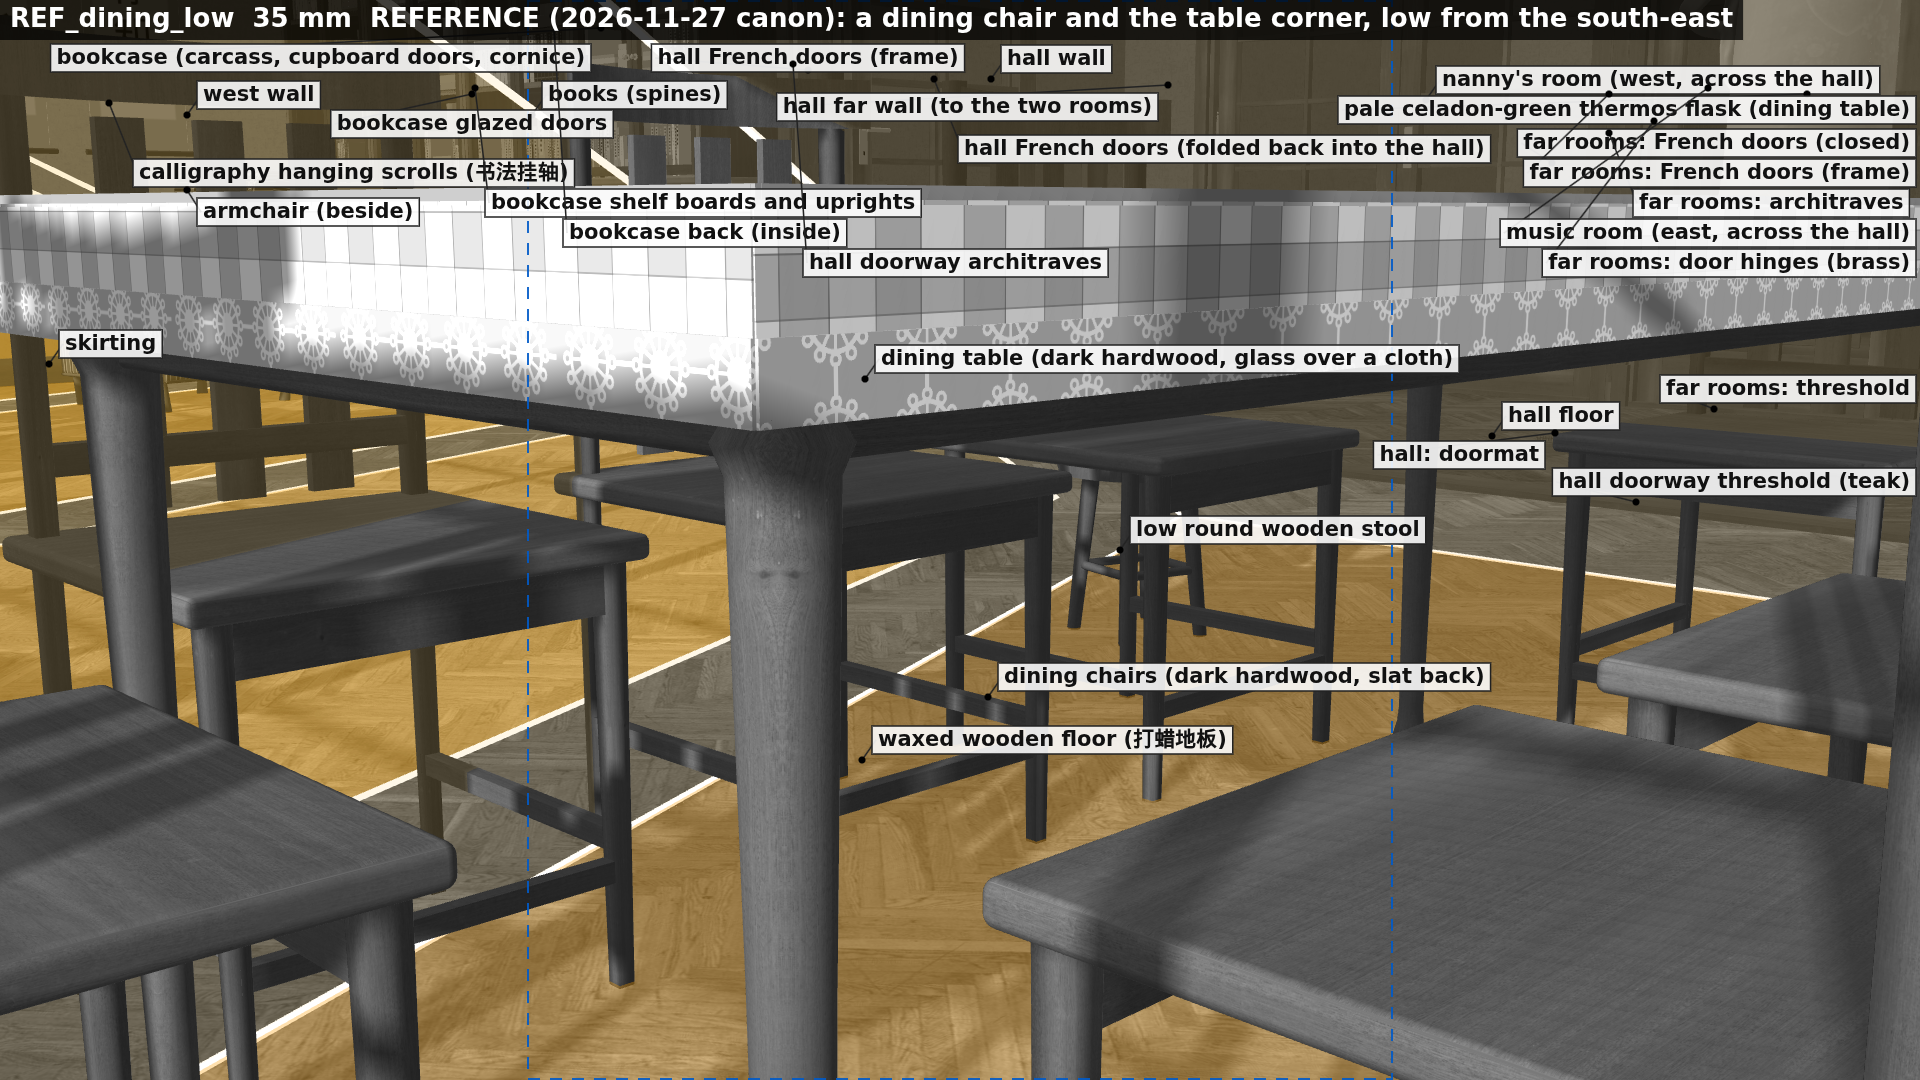 REF_dining_low 35 mm REFERENCE (2026-11-27 canon): a dining chair and the table corner, low from the south-east
bookcase (carcass, cupboard doors, cornice)
hall French doors (frame)
hall wall
nanny's room (west, across the hall)
west wall
books (spines)
hall far wall (to the two rooms)
pale celadon-green thermos flask (dining table)
bookcase glazed doors
hall French doors (folded back into the hall)
far rooms: French doors (closed)
calligraphy hanging scrolls (书法挂轴)
far rooms: French doors (frame)
armchair (beside)
bookcase shelf boards and uprights
far rooms: architraves
bookcase back (inside)
music room (east, across the hall)
hall doorway architraves
far rooms: door hinges (brass)
skirting
dining table (dark hardwood, glass over a cloth)
far rooms: threshold
hall floor
hall: doormat
hall doorway threshold (teak)
low round wooden stool
dining chairs (dark hardwood, slat back)
waxed wooden floor (打蜡地板)